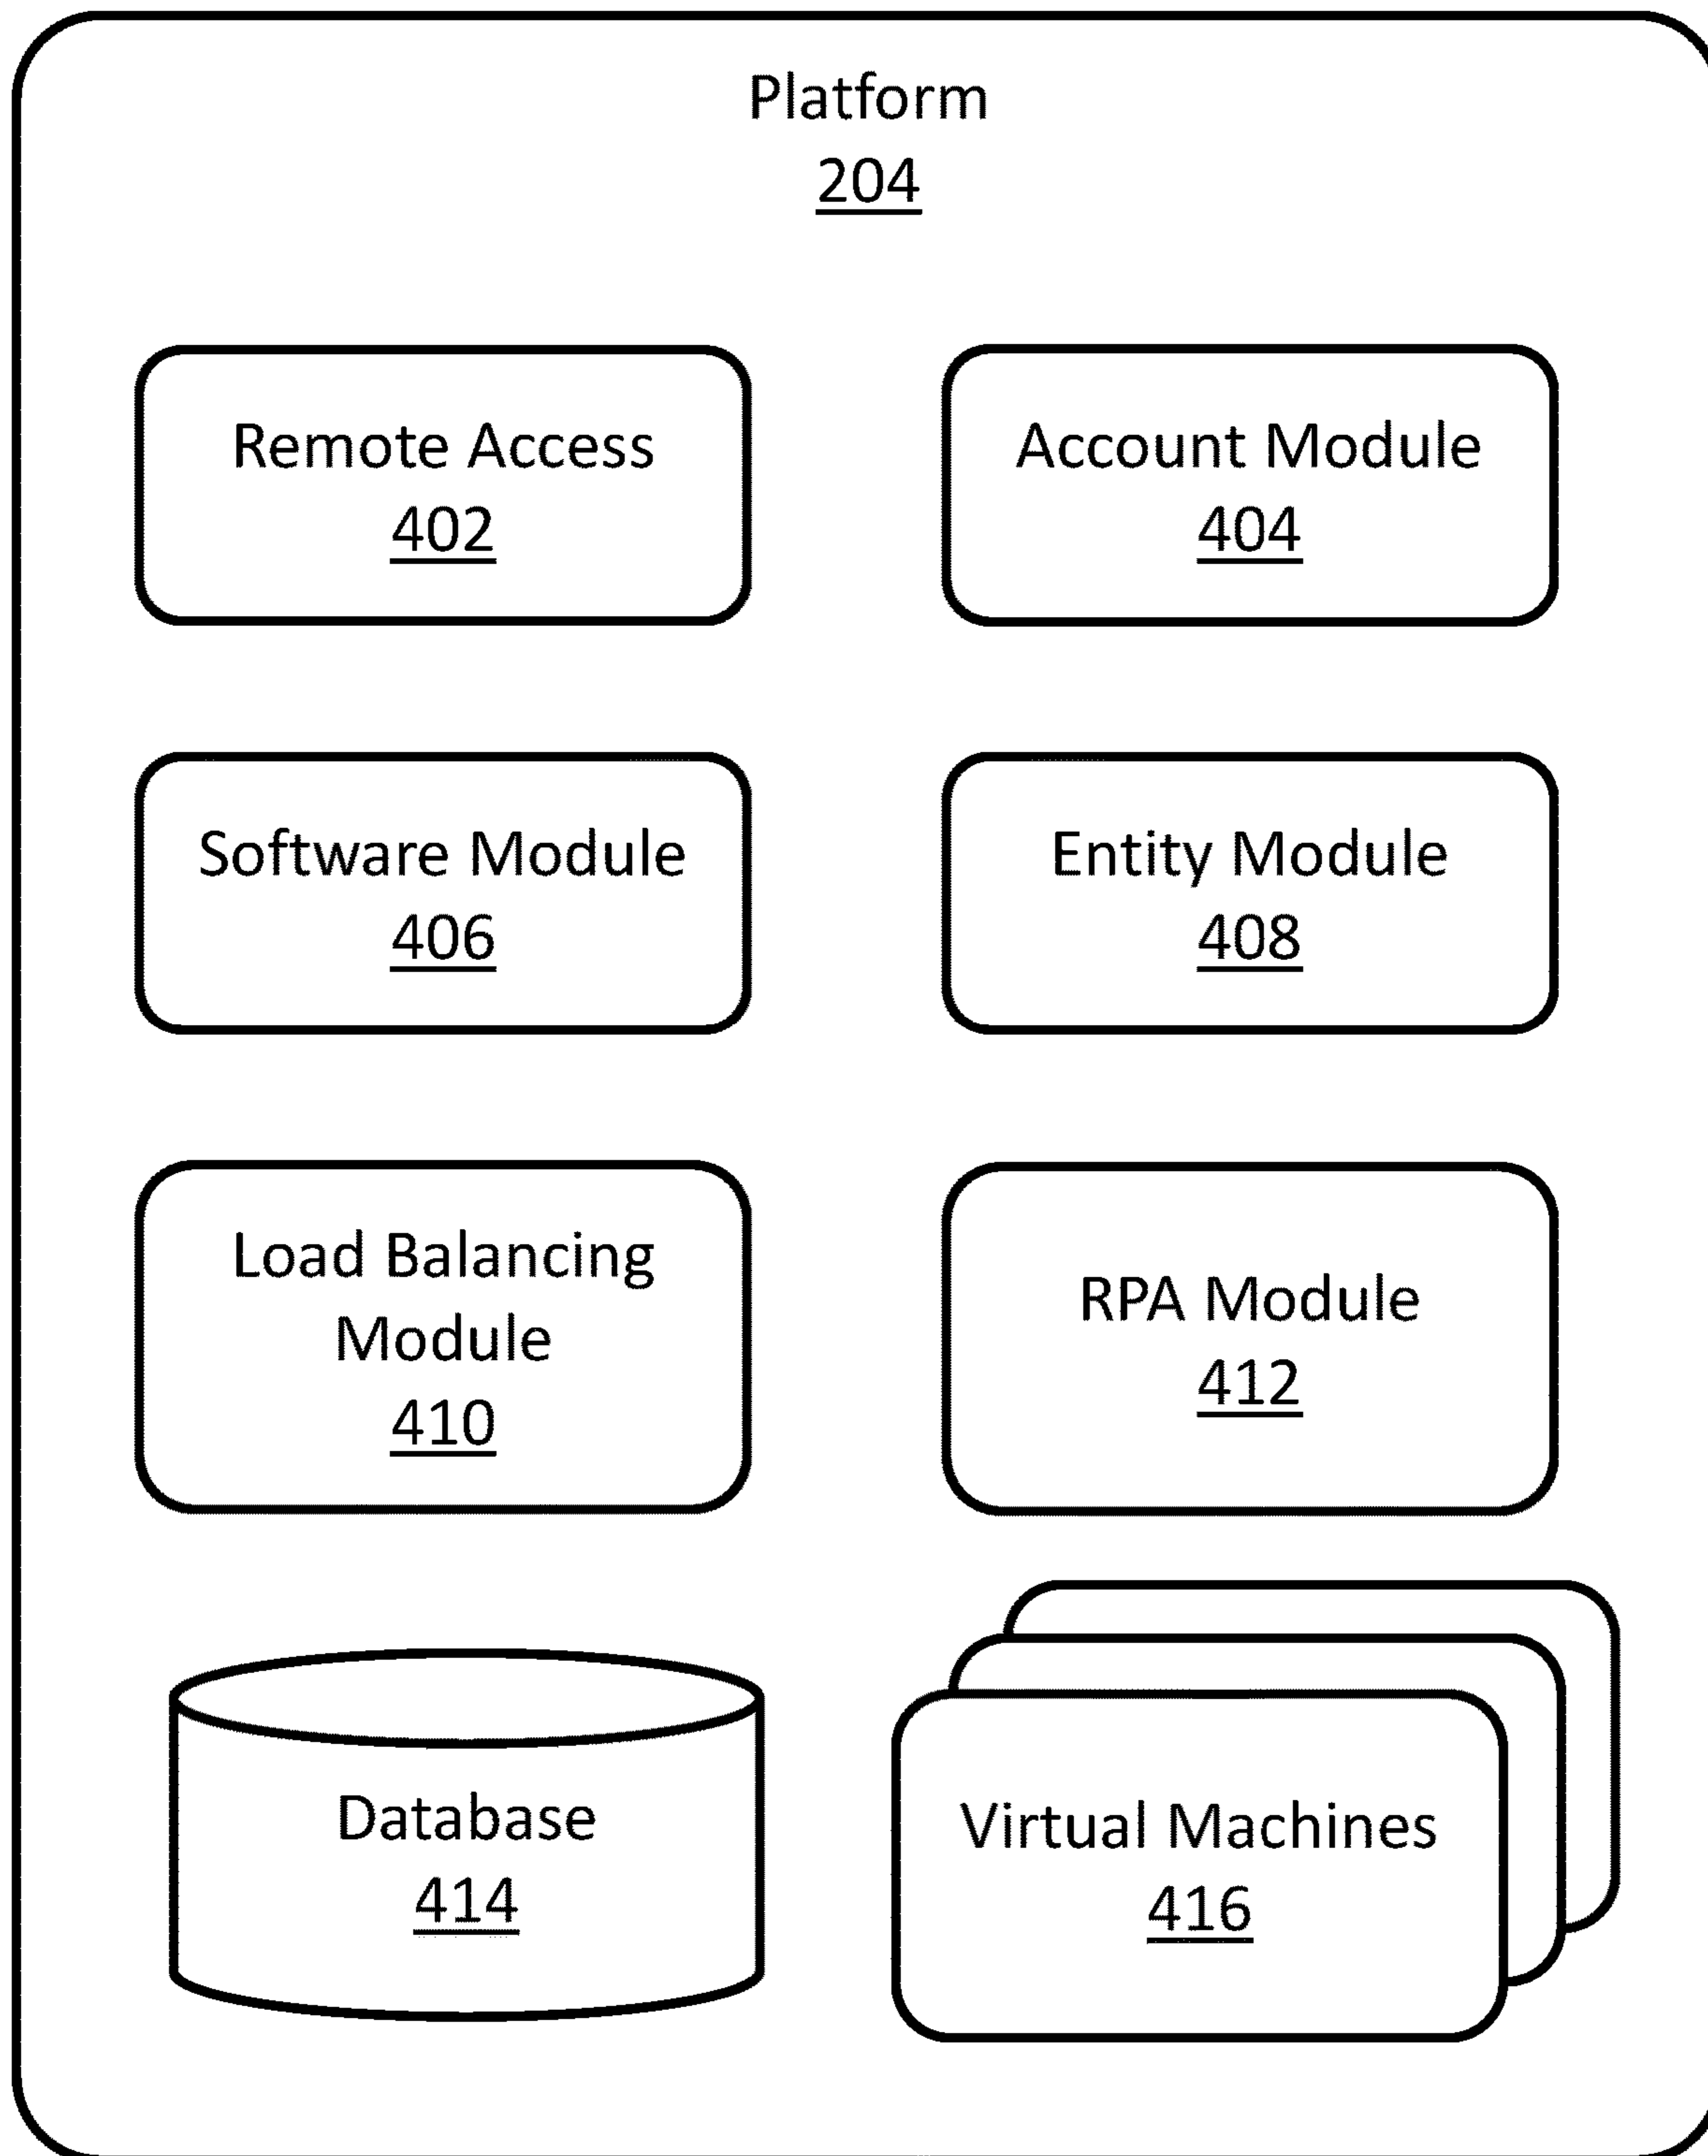 Platform
204
Remote Access
402
Account Module
404
Software Module
406
Entity Module
408
Load Balancing
Module
410
RPA Module
412
Database
414
Virtual Machines
416